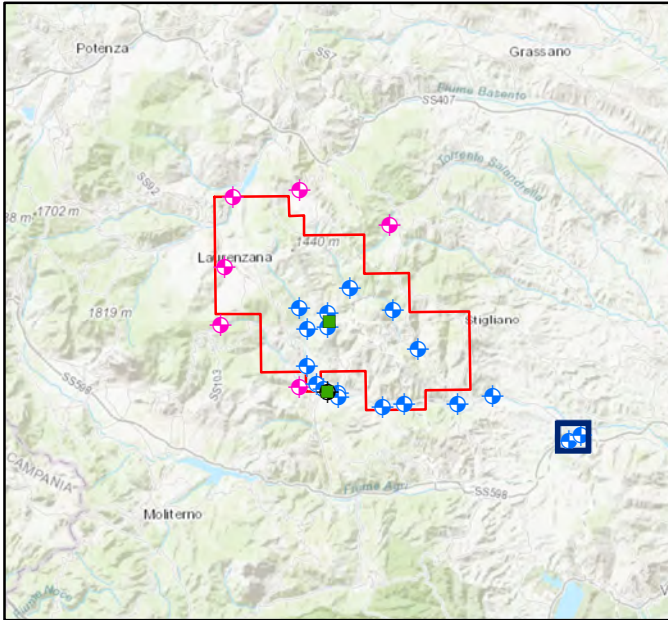 Potenza
SS7
Grassano
Fiume Basento
SS407
Torrente Salandrella
SS92
1702 m
1440 m
Laurenzana
1819 m
Stigliano
SS103
SS598
CAMPANIA
Fiume Agri
SS598
Moliterno
Fiume Noce